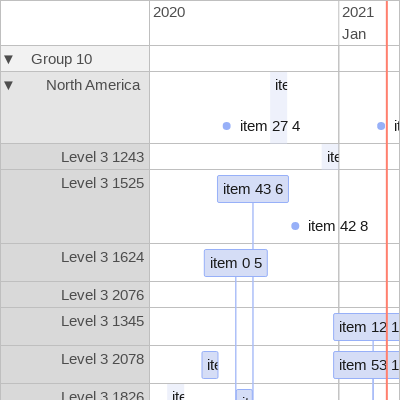 2020
2021
Jan
▼ Group 10
▼ North America
ite
item 27 4
Level 3 1243
ite
Level 3 1525
item 43 6
item 42 8
Level 3 1624
item 0 5
Level 3 2076
Level 3 1345
item 12 1
Level 3 2078
ite
item 53 1
Level 3 1826
ite